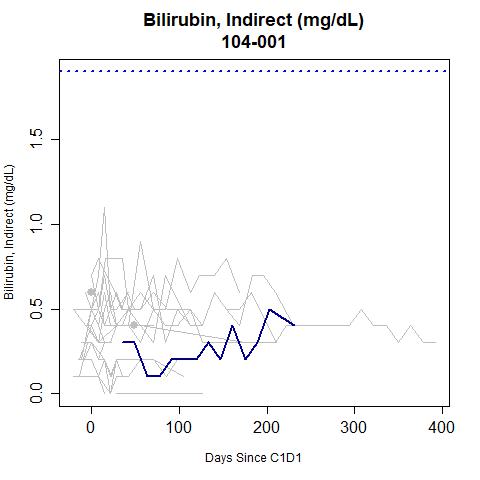 Bilirubin, Indirect (mg/dL)
104-001
Bilirubin, Indirect (mg/dL)
1.5
1.0
0.5
0.0
0 100 200 300 400
Days Since C1D1